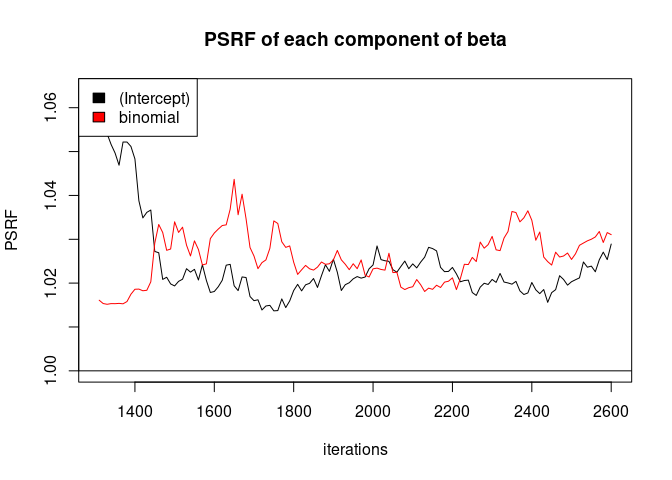 PSRF of each component of beta
(Intercept)
binomial
PSRF
1.06
1.04
1.02
1.00
1400 1600 1800 2000 2200 2400 2600
iterations